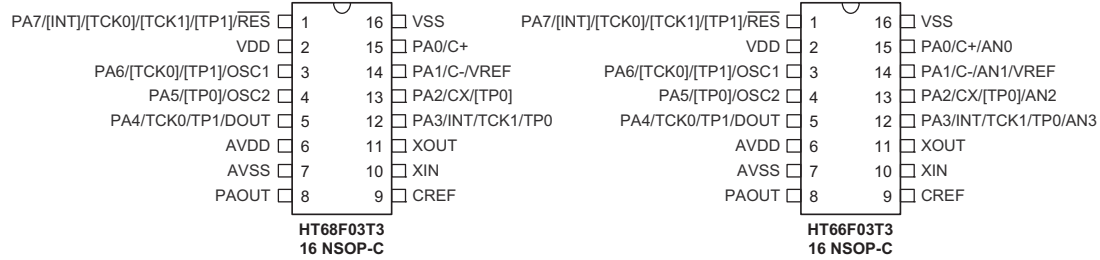 PA7/[INT]/[TCK0]/[TCK1]/[TP1]/RES 1 16 VSS
VDD 2 15 PA0/C+
PA6/[TCK0]/[TP1]/OSC1 3 14 PA1/C-/VREF
PA5/[TP0]/OSC2 4 13 PA2/CX/[TP0]
PA4/TCK0/TP1/DOUT 5 12 PA3/INT/TCK1/TP0
AVDD 6 11 XOUT
AVSS 7 10 XIN
PAOUT 8 9 CREF
HT68F03T3
16 NSOP-C
PA7/[INT]/[TCK0]/[TCK1]/[TP1]/RES 1 16 VSS
VDD 2 15 PA0/C+/AN0
PA6/[TCK0]/[TP1]/OSC1 3 14 PA1/C-/AN1/VREF
PA5/[TP0]/OSC2 4 13 PA2/CX/[TP0]/AN2
PA4/TCK0/TP1/DOUT 5 12 PA3/INT/TCK1/TP0/AN3
AVDD 6 11 XOUT
AVSS 7 10 XIN
PAOUT 8 9 CREF
HT66F03T3
16 NSOP-C